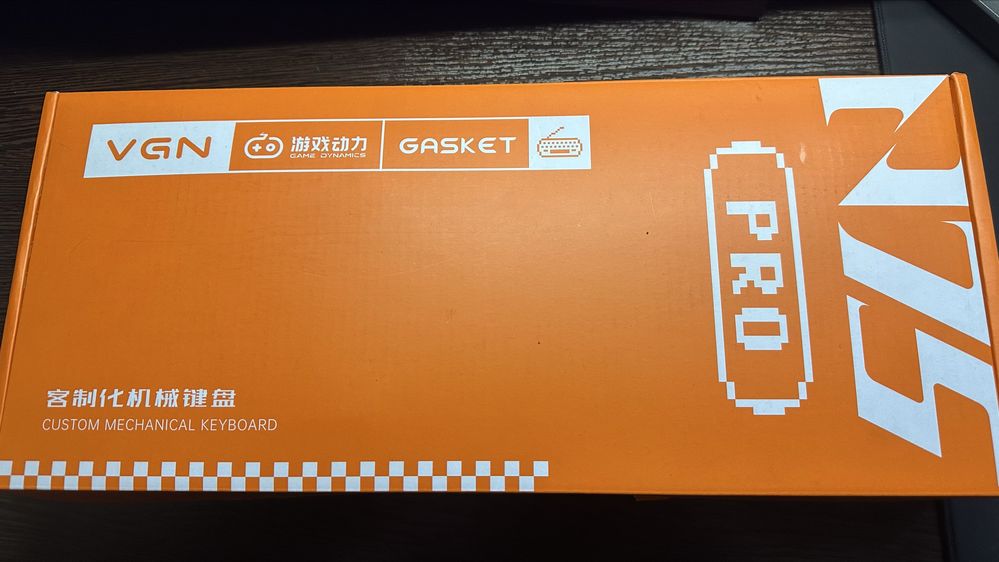 VGN 游戏动力 GASKET
GAME DYNAMICS
PRO
N75
客制化机械键盘
CUSTOM MECHANICAL KEYBOARD